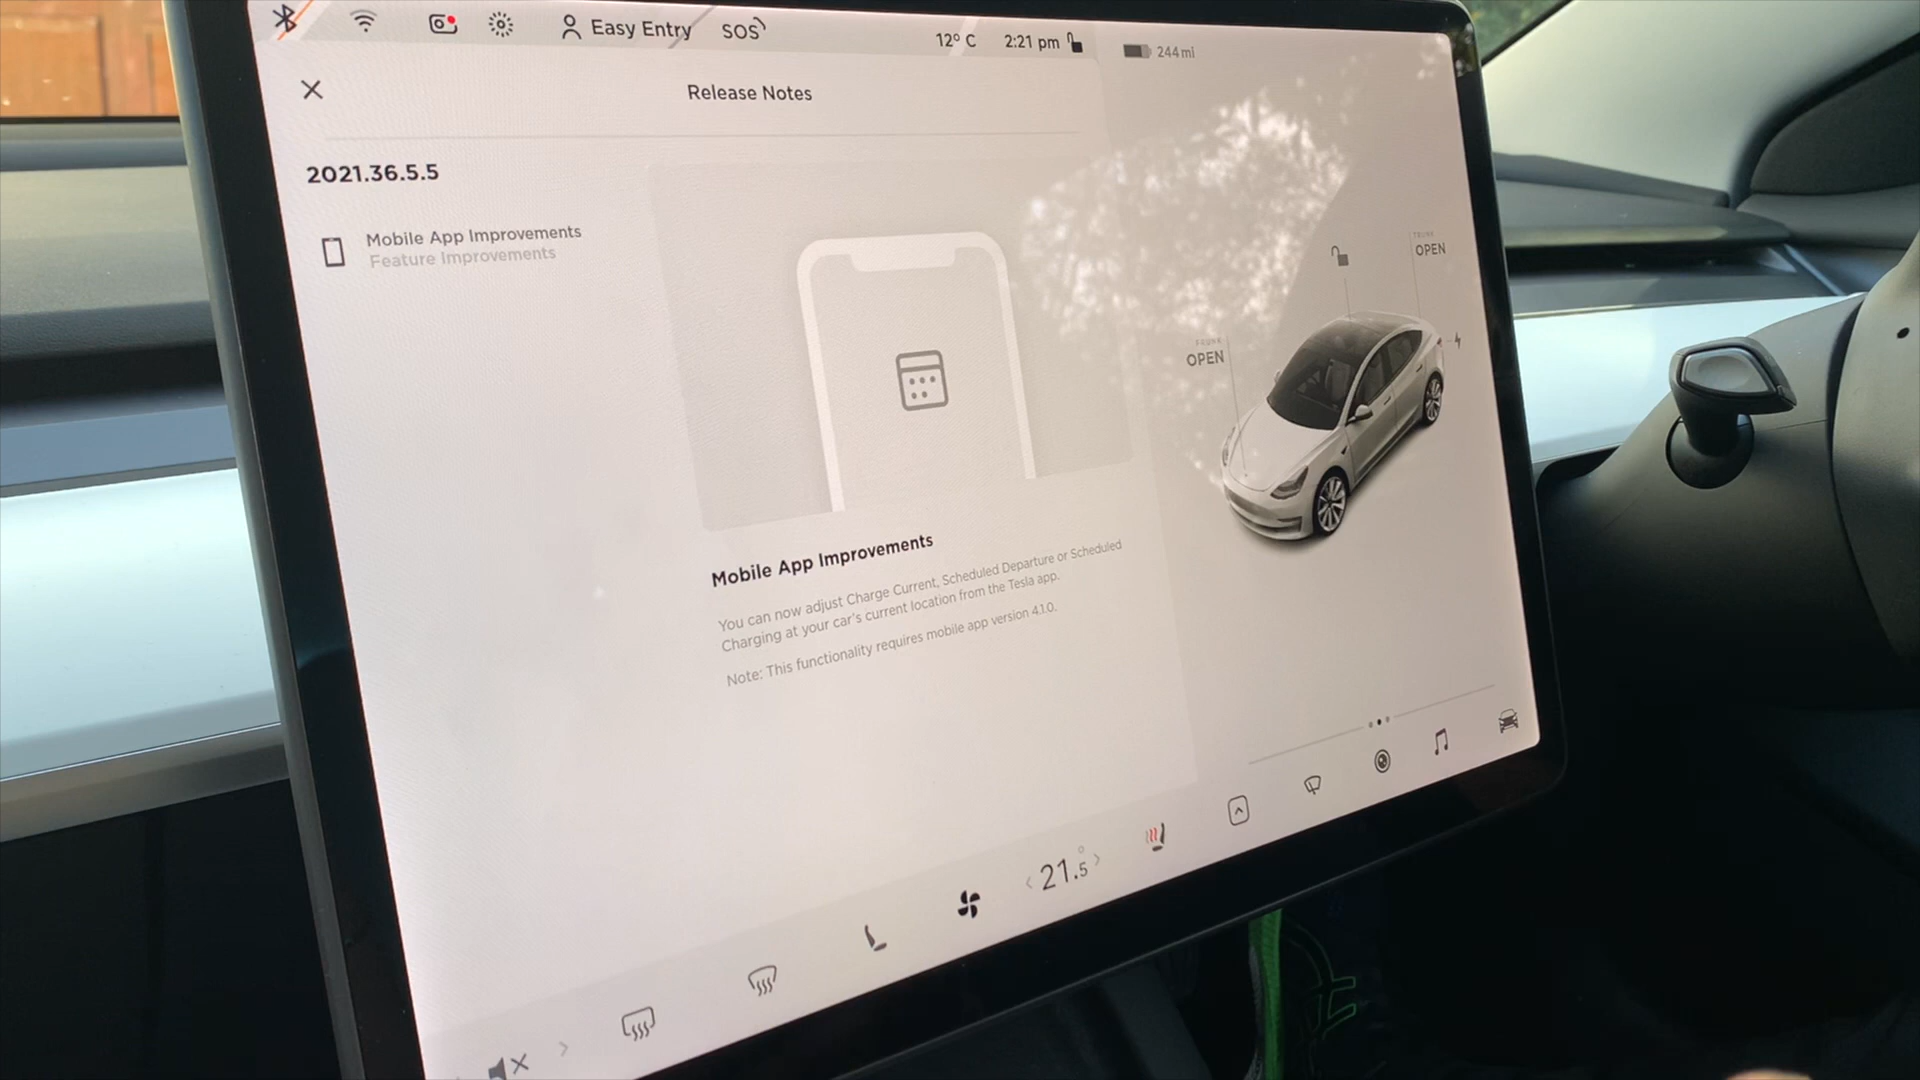 Easy Entry
SOS
12° C
2:21 pm
244 mi
Release Notes
2021.36.5.5
Mobile App Improvements
Feature Improvements
TRUNK
OPEN
FRUNK
OPEN
Mobile App Improvements
You can now adjust Charge Current, Scheduled Departure or Scheduled
Charging at your car's current location from the Tesla app.
Note: This functionality requires mobile app version 4.1.0.
21.5°